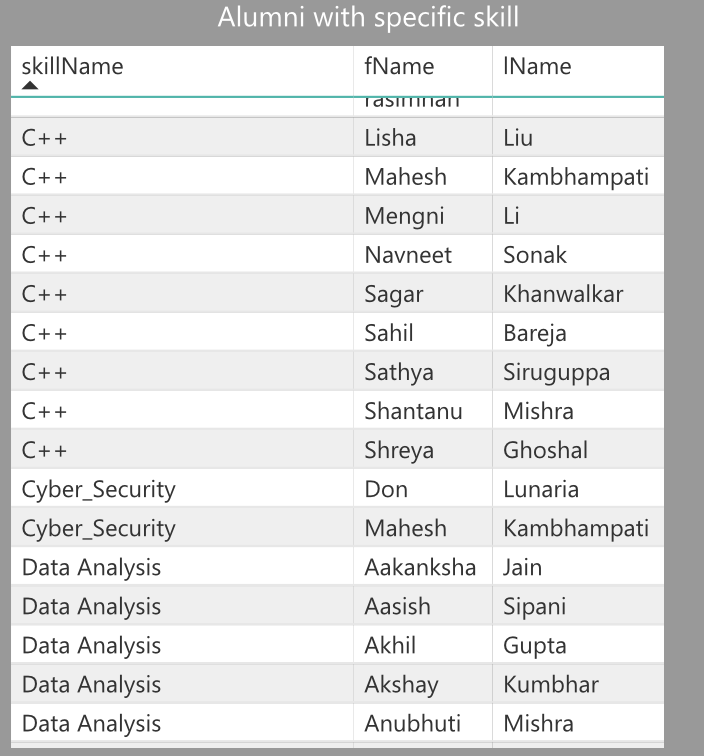 Alumni with specific skill
skillName fName lName
C++ Lisha Liu
C++ Mahesh Kambhampati
C++ Mengni Li
C++ Navneet Sonak
C++ Sagar Khanwalkar
C++ Sahil Bareja
C++ Sathya Siruguppa
C++ Shantanu Mishra
C++ Shreya Ghoshal
Cyber_Security Don Lunaria
Cyber_Security Mahesh Kambhampati
Data Analysis Aakanksha Jain
Data Analysis Aasish Sipani
Data Analysis Akhil Gupta
Data Analysis Akshay Kumbhar
Data Analysis Anubhuti Mishra